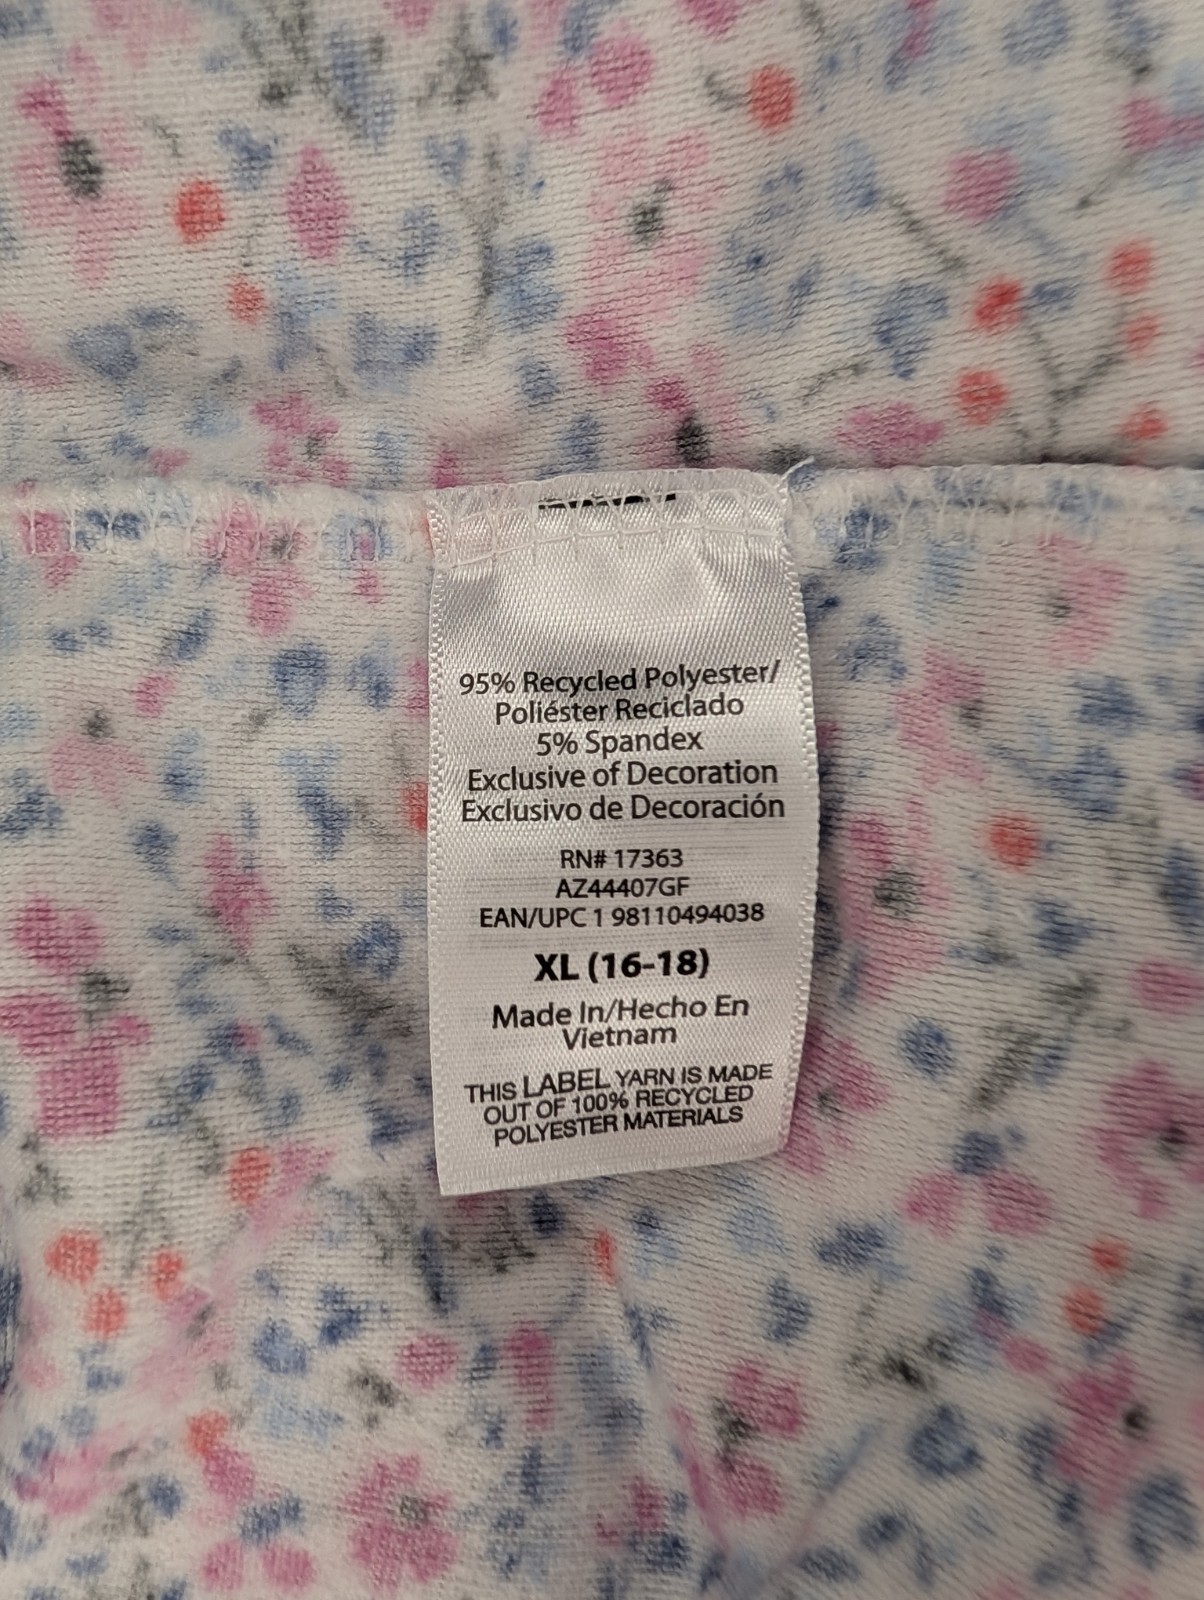 95% Recycled Polyester/
Poliéster Reciclado
5% Spandex
Exclusive of Decoration
Exclusivo de Decoración
RN# 17363
AZ44407GF
EAN/UPC 1 98110494038
XL (16-18)
Made In/Hecho En
Vietnam
THIS LABEL YARN IS MADE
OUT OF 100% RECYCLED
POLYESTER MATERIALS